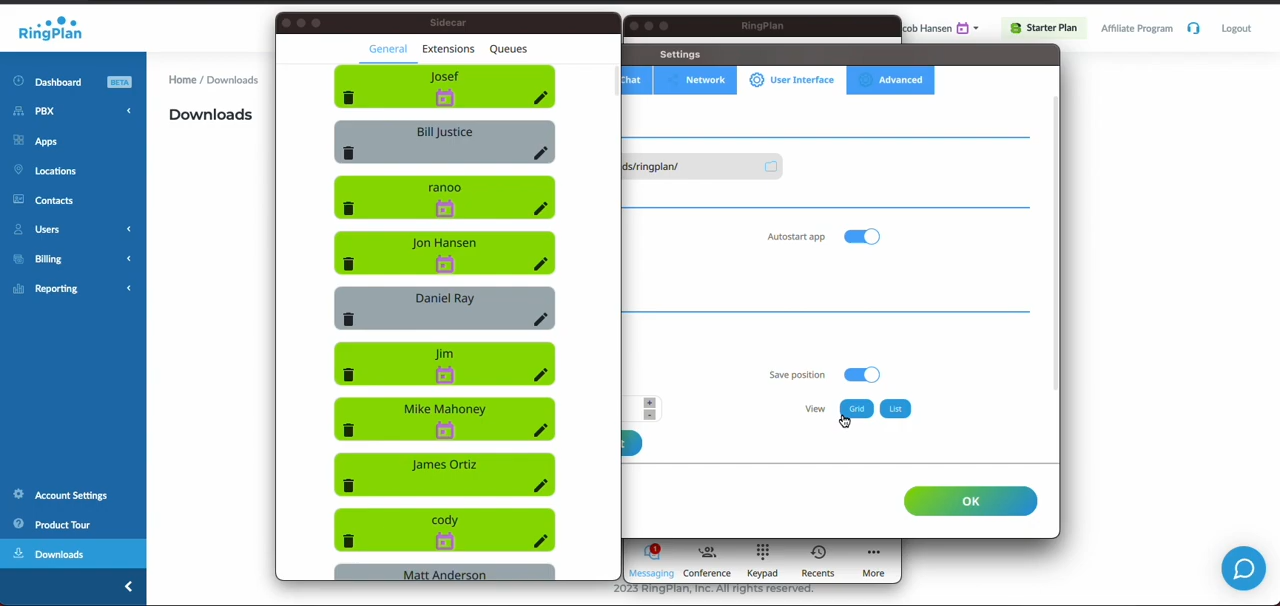 RingPlan
Dashboard BETA
PBX
Apps
Locations
Contacts
Users
Billing
Reporting
Account Settings
Product Tour
Downloads
Home / Downloads
Downloads
Sidecar
General Extensions Queues
Josef
Bill Justice
ranoo
Jon Hansen
Daniel Ray
Jim
Mike Mahoney
James Ortiz
cody
Matt Anderson
RingPlan
cob Hansen
Starter Plan
Affiliate Program
Logout
Settings
Chat Network User Interface Advanced
ds/ringplan/
Autostart app
Save position
+
-
View Grid List
t
OK
1
Messaging Conference Keypad Recents More
2023 RingPlan, Inc. All rights reserved.